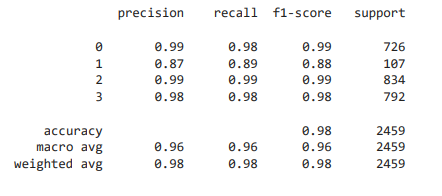 precision recall f1-score support
0 0.99 0.98 0.99 726
1 0.87 0.89 0.88 107
2 0.99 0.99 0.99 834
3 0.98 0.98 0.98 792
accuracy 0.98 2459
macro avg 0.96 0.96 0.96 2459
weighted avg 0.98 0.98 0.98 2459